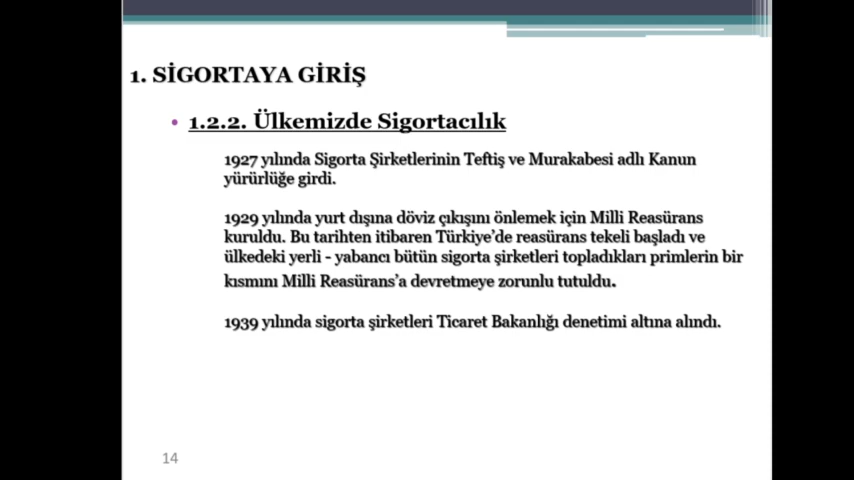 1. SİGORTAYA GİRİŞ
• 1.2.2. Ülkemizde Sigortacılık
1927 yılında Sigorta Şirketlerinin Teftiş ve Murakabesi adlı Kanun
yürürlüğe girdi.
1929 yılında yurt dışına döviz çıkışını önlemek için Milli Reasürans
kuruldu. Bu tarihten itibaren Türkiye’de reasürans tekeli başladı ve
ülkedeki yerli - yabancı bütün sigorta şirketleri topladıkları primlerin bir
kısmını Milli Reasürans’a devretmeye zorunlu tutuldu.
1939 yılında sigorta şirketleri Ticaret Bakanlığı denetimi altına alındı.
14